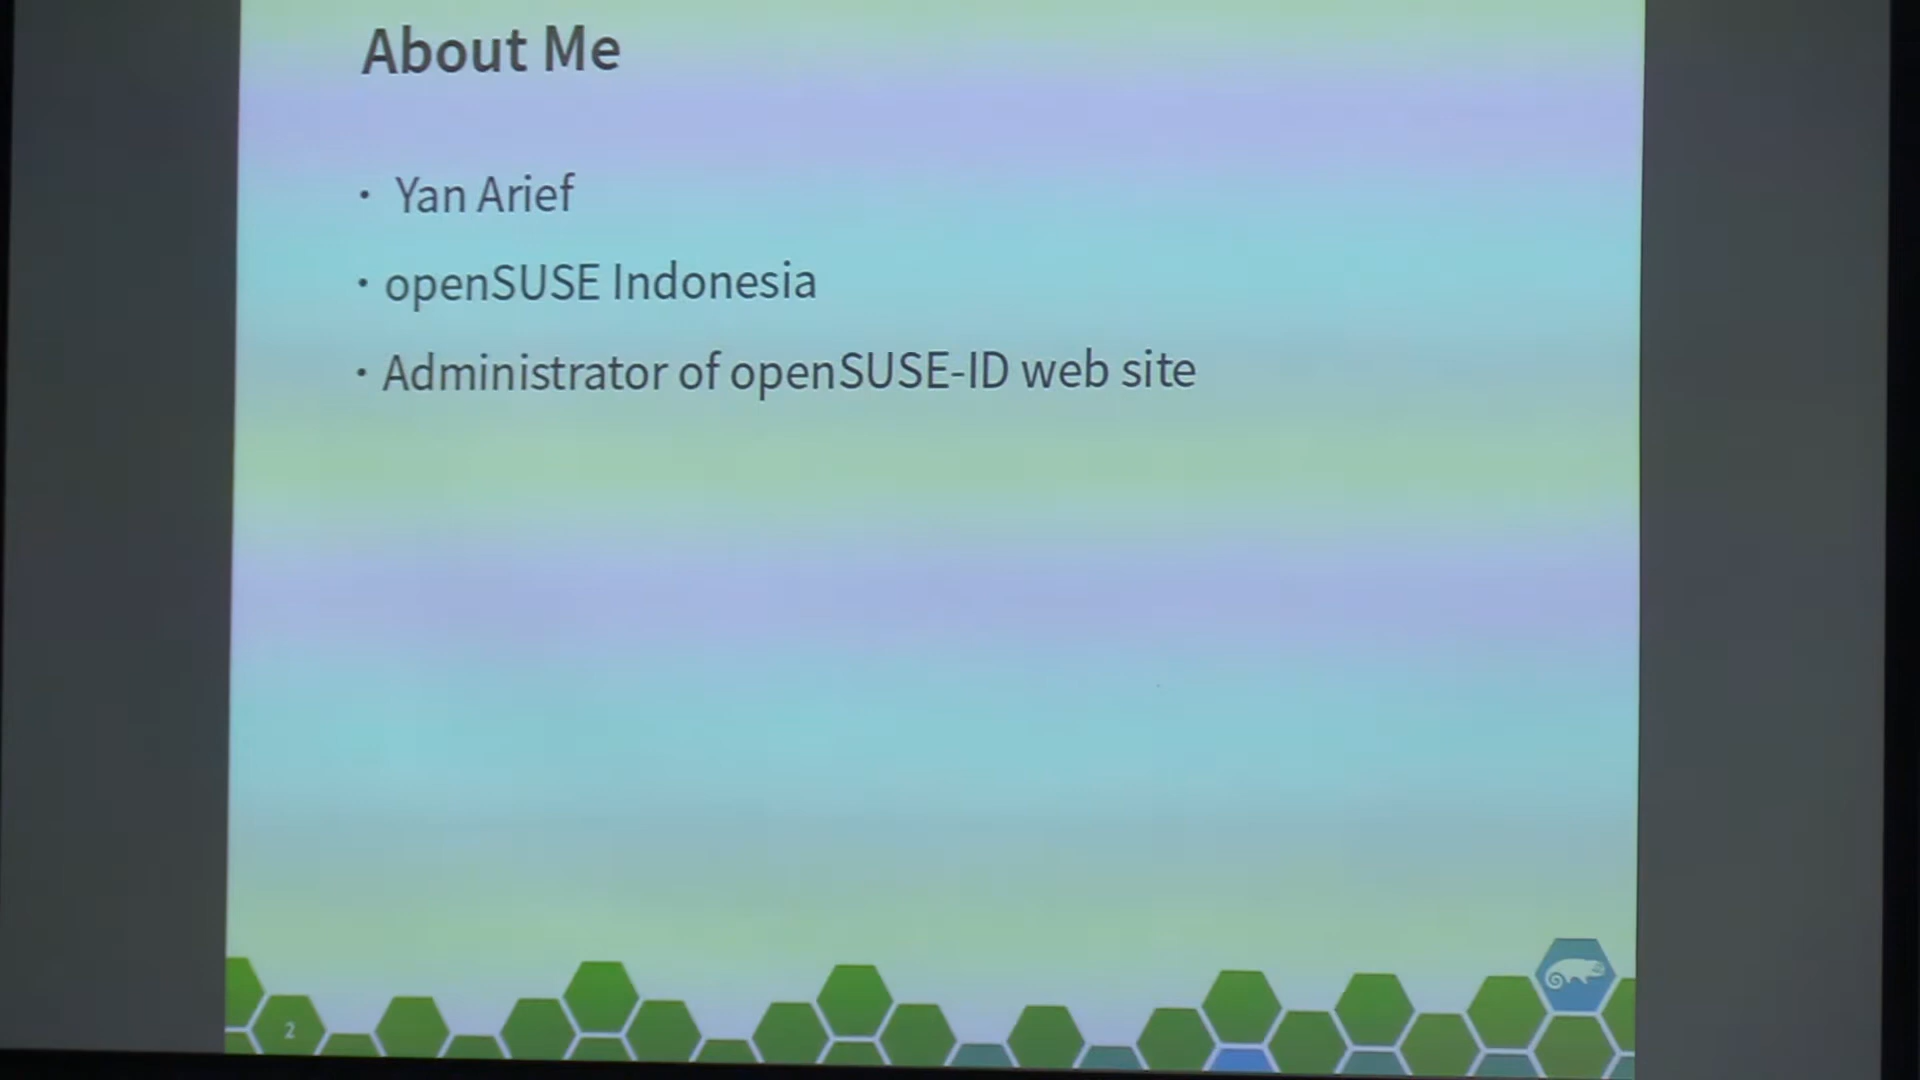 About Me
• Yan Arief
• openSUSE Indonesia
• Administrator of openSUSE-ID web site
2